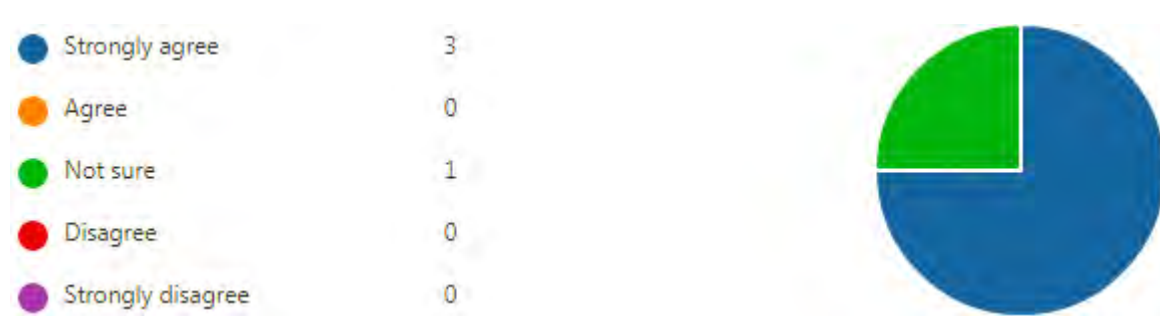 Strongly agree 3
Agree 0
Not sure 1
Disagree 0
Strongly disagree 0